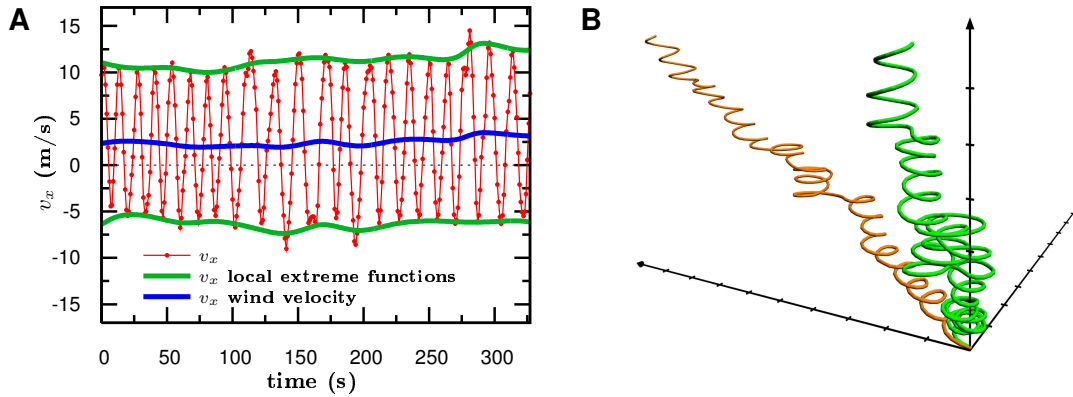 A
B
15
10
5
0
-5
-10
-15
v_x (m/s)
v_x
v_x local extreme functions
v_x wind velocity
0 50 100 150 200 250 300
time (s)